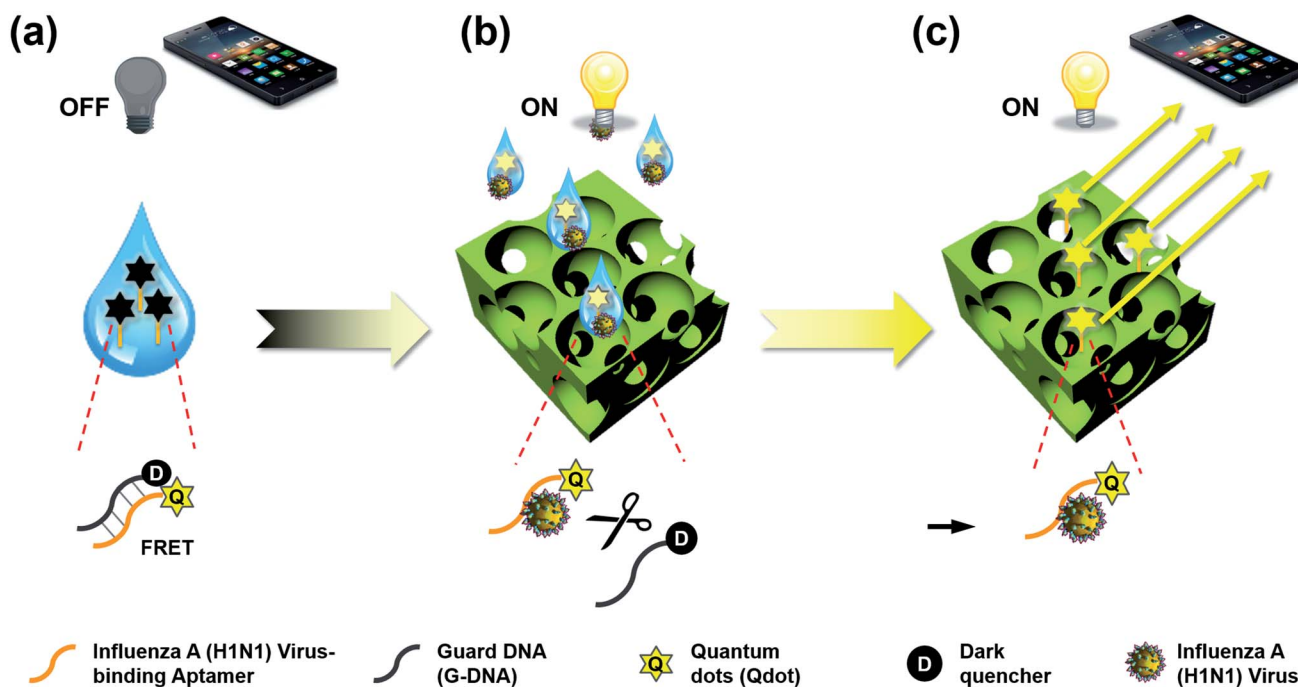 (a)
OFF
(b)
ON
(c)
ON
D
Q
FRET
Q
D
Q
Influenza A (H1N1) Virus-
binding Aptamer
Guard DNA
(G-DNA)
Q
Quantum
dots (Qdot)
D
Dark
quencher
Influenza A
(H1N1) Virus